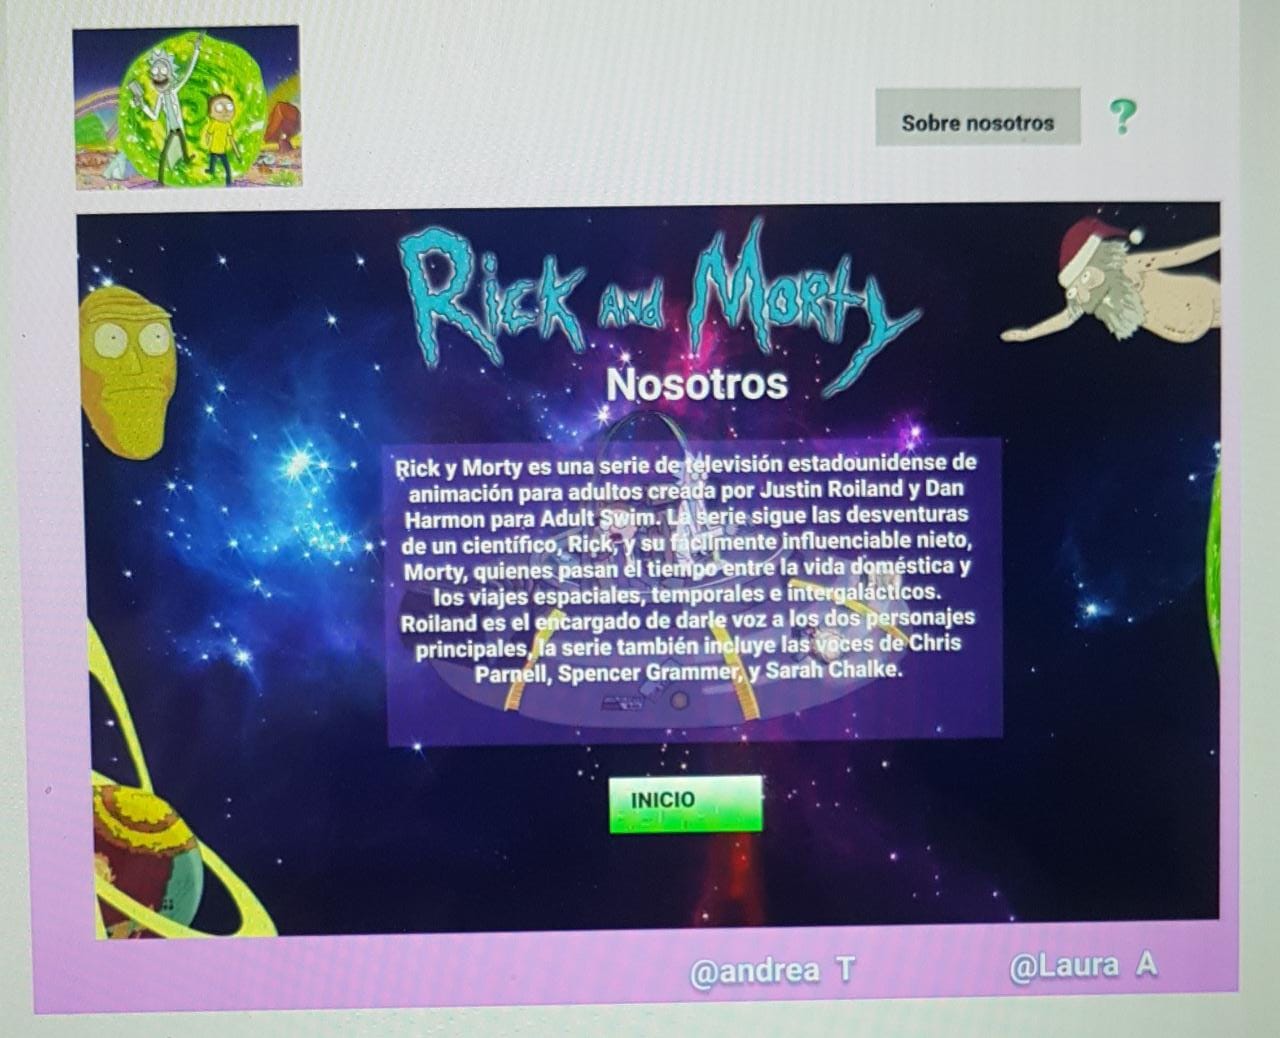 Sobre nosotros
?
Rick and Morty
Nosotros
Rick y Morty es una serie de televisión estadounidense de
animación para adultos creada por Justin Roiland y Dan
Harmon para Adult Swim. La serie sigue las desventuras
de un científico, Rick, y su fácilmente influenciable nieto,
Morty, quienes pasan el tiempo entre la vida doméstica y
los viajes espaciales, temporales e intergalácticos.
Roiland es el encargado de darle voz a los dos personajes
principales, la serie también incluye las voces de Chris
Parnell, Spencer Grammer, y Sarah Chalke.
INICIO
@andrea T
@Laura A